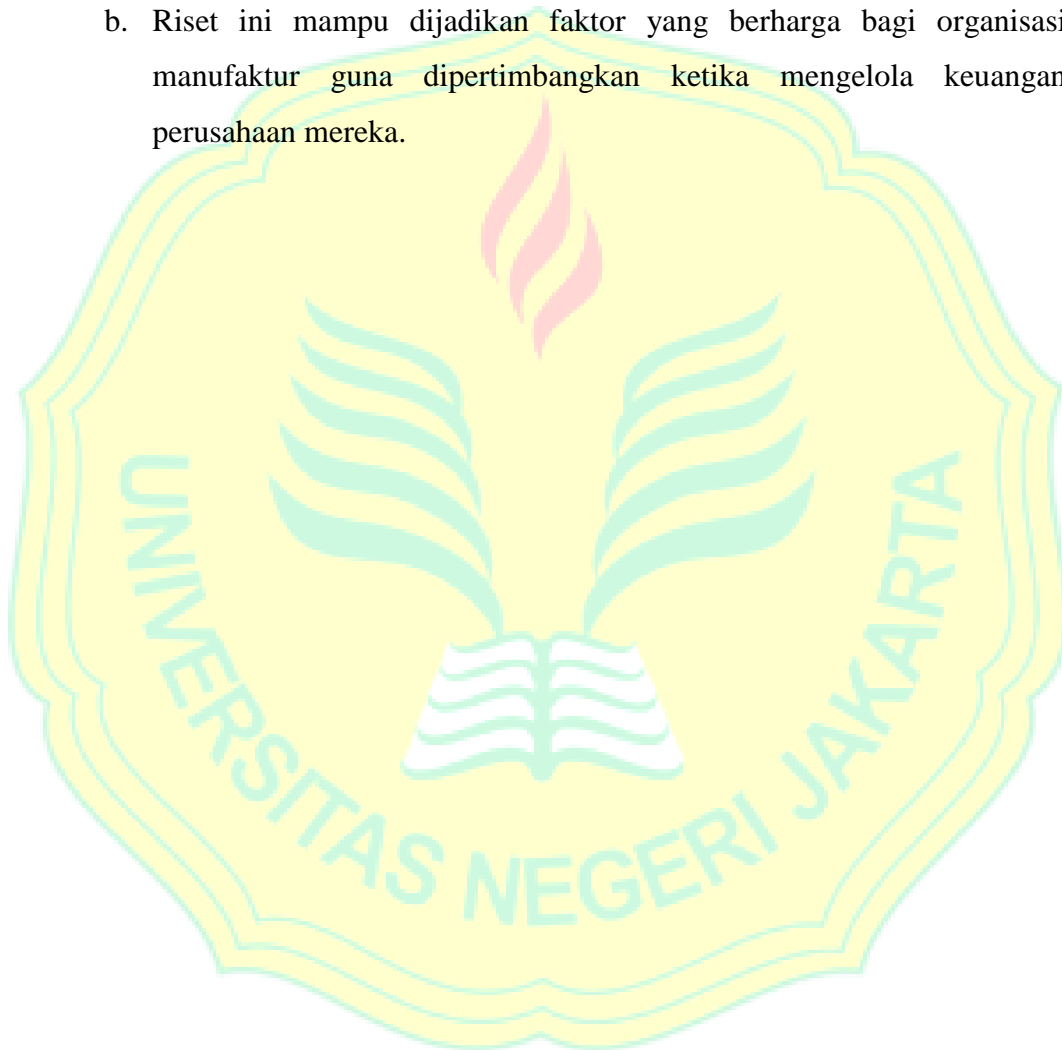 b. Riset ini mampu dijadikan faktor yang berharga bagi organisasi
manufaktur guna dipertimbangkan ketika mengelola keuangan
perusahaan mereka.
UNIVERSITAS NEGERI JAKARTA